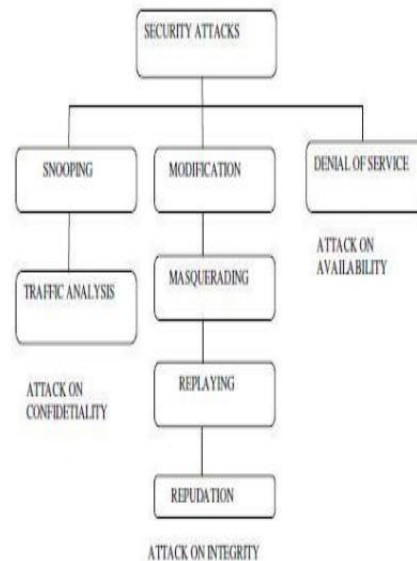 SECURITY ATTACKS
SNOOPING
MODIFICATION
DENIAL OF SERVICE
ATTACK ON
AVAILABILITY
TRAFFIC ANALYSIS
MASQUERADING
ATTACK ON
CONFIDETIALITY
REPLAYING
REPUDATION
ATTACK ON INTEGRITY